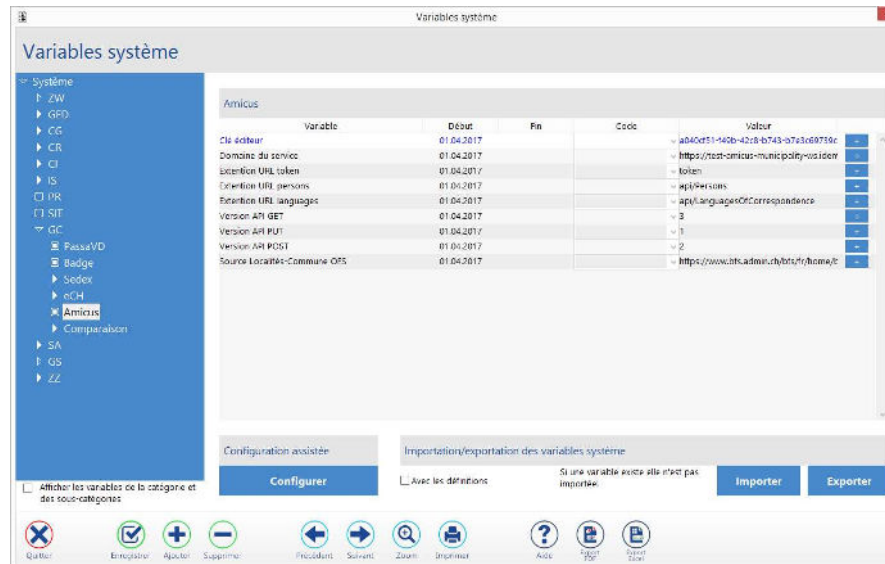 Variables système
Variables système
Système
ZW
GFD
CG
CR
CI
IS
PR
SIT
GC
PassaVD
Badge
Sedex
eCH
Amicus
Comparaison
SA
GS
ZZ
Afficher les variables de la catégorie et
des sous-catégories
Amicus
Variable Début Fin Code Valeur
Clé éditeur 01.04.2017
Domaine du service 01.04.2017 https://test-amicus-municipality-ws.iden
Extention URL token 01.04.2017 token
Extention URL persons 01.04.2017 api/Persons
Extention URL languages 01.04.2017 api/LanguagesOfCorrespondence
Version API GET 01.04.2017 3
Version API PUT 01.04.2017 1
Version API POST 01.04.2017 2
Source Localités-Commune OFS 01.04.2017 https://www.bfs.admin.ch/bfs/fr/home/b
Configuration assistée
Configurer
Importation/exportation des variables système
Avec les définitions
Si une variable existe elle n'est pas
importée.
Importer Exporter
Quitter Enregistrer Ajouter Supprimer Précédent Suivant Zoom Imprimer Aide Export PDF Export Excel